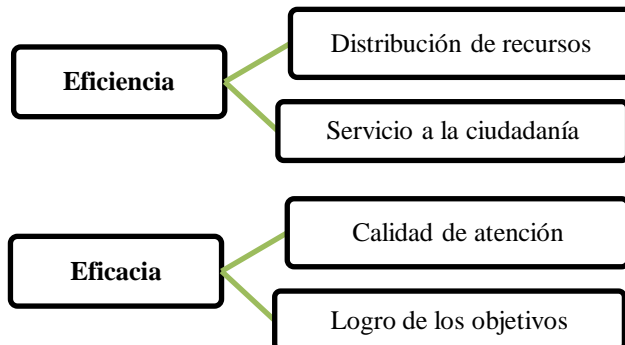 Eficiencia
Distribución de recursos
Servicio a la ciudadanía
Eficacia
Calidad de atención
Logro de los objetivos